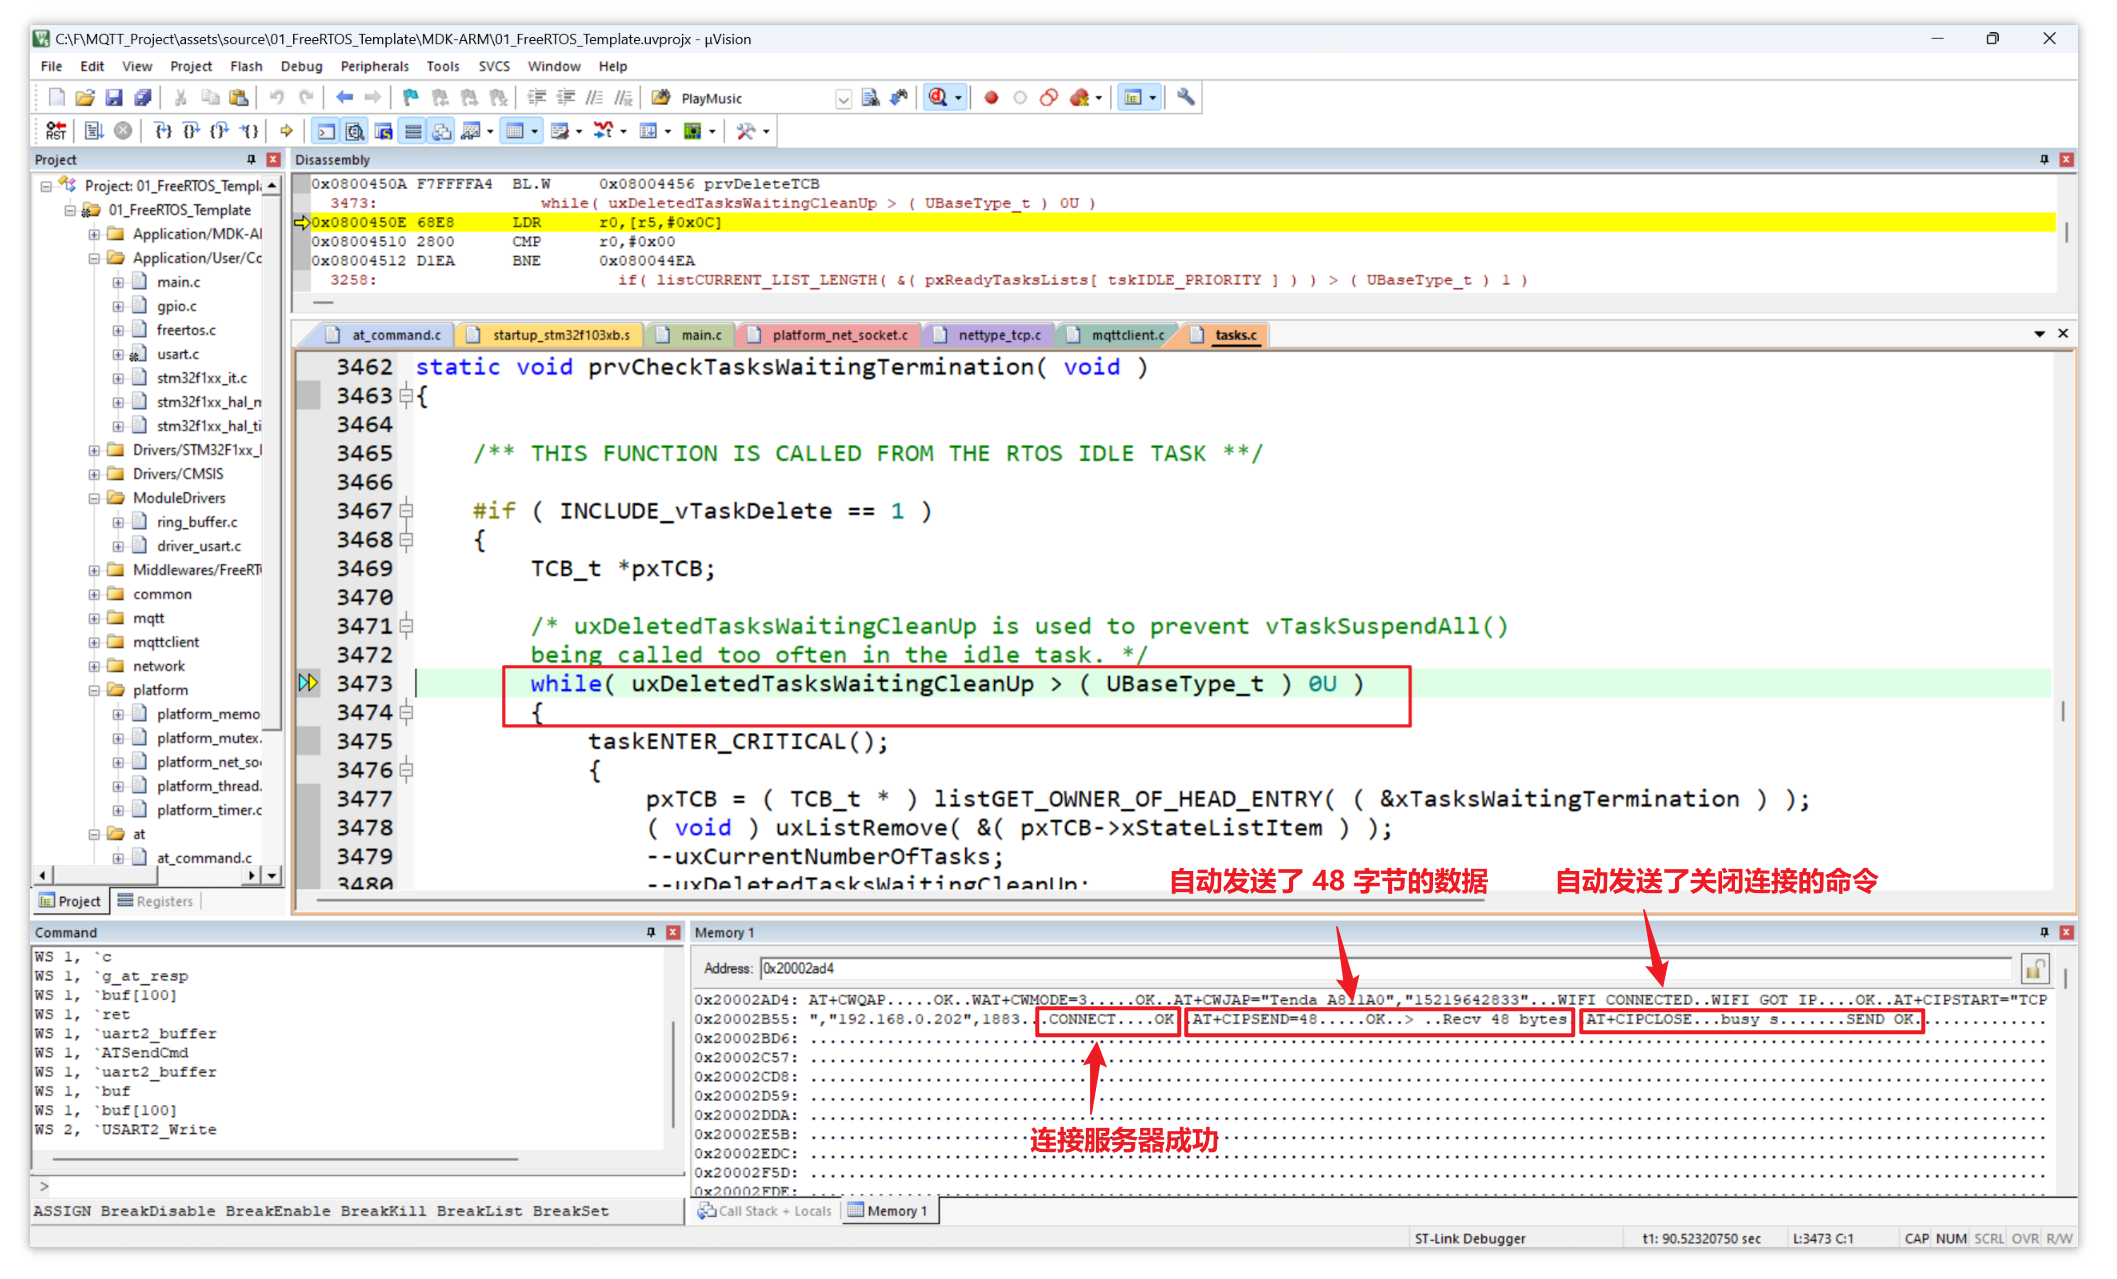 C:\F\MQTT_Project\assets\source\01_FreeRTOS_Template\MDK-ARM\01_FreeRTOS_Template.uvprojx - µVision
File Edit View Project Flash Debug Peripherals Tools SVCS Window Help
PlayMusic
RST
Project
Project: 01_FreeRTOS_Templ
01_FreeRTOS_Template
Application/MDK-AI
Application/User/Cc
main.c
gpio.c
freertos.c
usart.c
stm32f1xx_it.c
stm32f1xx_hal_m
stm32f1xx_hal_ti
Drivers/STM32F1xx_
Drivers/CMSIS
ModuleDrivers
ring_buffer.c
driver_usart.c
Middlewares/FreeRT
common
mqtt
mqttclient
network
platform
platform_memo
platform_mutex.
platform_net_so
platform_thread.
platform_timer.c
at
at_command.c
Project Registers
Disassembly
0x0800450A F7FFFFA4 BL.W 0x08004456 prvDeleteTCB
3473: while( uxDeletedTasksWaitingCleanUp > ( UBaseType_t ) 0U )
0x0800450E 68E8 LDR r0,[r5,#0x0C]
0x08004510 2800 CMP r0,#0x00
0x08004512 D1EA BNE 0x080044EA
3258: if( listCURRENT_LIST_LENGTH( &( pxReadyTasksLists[ tskIDLE_PRIORITY ] ) ) > ( UBaseType_t ) 1 )
at_command.c startup_stm32f103xb.s main.c platform_net_socket.c nettype_tcp.c mqttclient.c tasks.c
3462 static void prvCheckTasksWaitingTermination( void )
3463 {
3464
3465 /** THIS FUNCTION IS CALLED FROM THE RTOS IDLE TASK **/
3466
3467 #if ( INCLUDE_vTaskDelete == 1 )
3468 {
3469 TCB_t *pxTCB;
3470
3471 /* uxDeletedTasksWaitingCleanUp is used to prevent vTaskSuspendAll()
3472 being called too often in the idle task. */
3473 while( uxDeletedTasksWaitingCleanUp > ( UBaseType_t ) 0U )
3474 {
3475 taskENTER_CRITICAL();
3476 {
3477 pxTCB = ( TCB_t * ) listGET_OWNER_OF_HEAD_ENTRY( ( &xTasksWaitingTermination ) );
3478 ( void ) uxListRemove( &( pxTCB->xStateListItem ) );
3479 --uxCurrentNumberOfTasks;
3480 --uxDeletedTasksWaitingCleanUp;
自动发送了 48 字节的数据
自动发送了关闭连接的命令
Command
WS 1, `c
WS 1, `g_at_resp
WS 1, `buf[100]
WS 1, `ret
WS 1, `uart2_buffer
WS 1, `ATSendCmd
WS 1, `uart2_buffer
WS 1, `buf
WS 1, `buf[100]
WS 2, `USART2_Write
>
ASSIGN BreakDisable BreakEnable BreakKill BreakList BreakSet
Memory 1
Address: 0x20002ad4
0x20002AD4: AT+CWQAP.....OK..WAT+CWMODE=3.....OK..AT+CWJAP="Tenda A811A0","15219642833"...WIFI CONNECTED..WIFI GOT IP....OK..AT+CIPSTART="TCP
0x20002B55: ","192.168.0.202",1883...CONNECT....OK..AT+CIPSEND=48.....OK..> ..Recv 48 bytes AT+CIPCLOSE...busy s.......SEND OK..............
0x20002BD6:
0x20002C57:
0x20002CD8:
0x20002D59:
0x20002DDA:
0x20002E5B:
0x20002EDC:
0x20002F5D:
0x20002FDE:
连接服务器成功
Call Stack + Locals Memory 1
ST-Link Debugger t1: 90.52320750 sec L:3473 C:1 CAP NUM SCRL OVR R/W